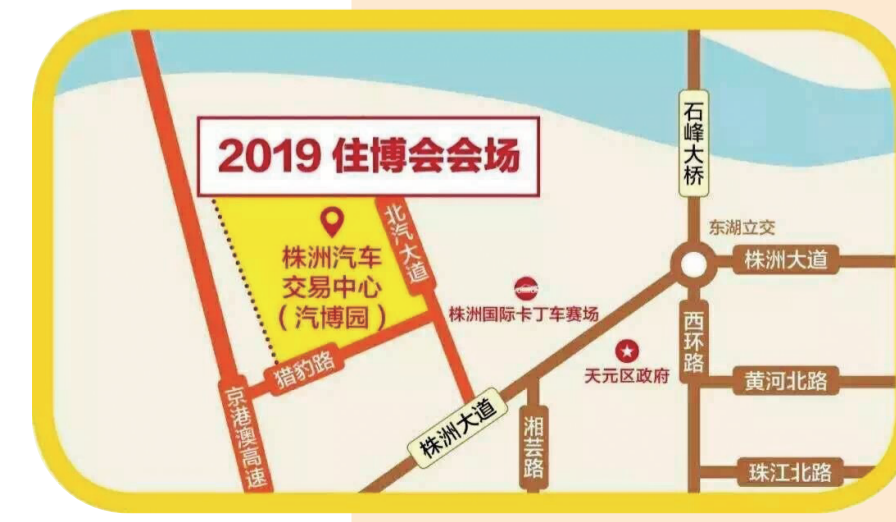 2019 住博会会场
石峰大桥
东湖立交
株洲大道
北汽大道
株洲汽车
交易中心
（汽博园）
株洲国际卡丁车赛场
西环路
天元区政府
猎豹路
黄河北路
京港澳高速
株洲大道
湘芸路
珠江北路